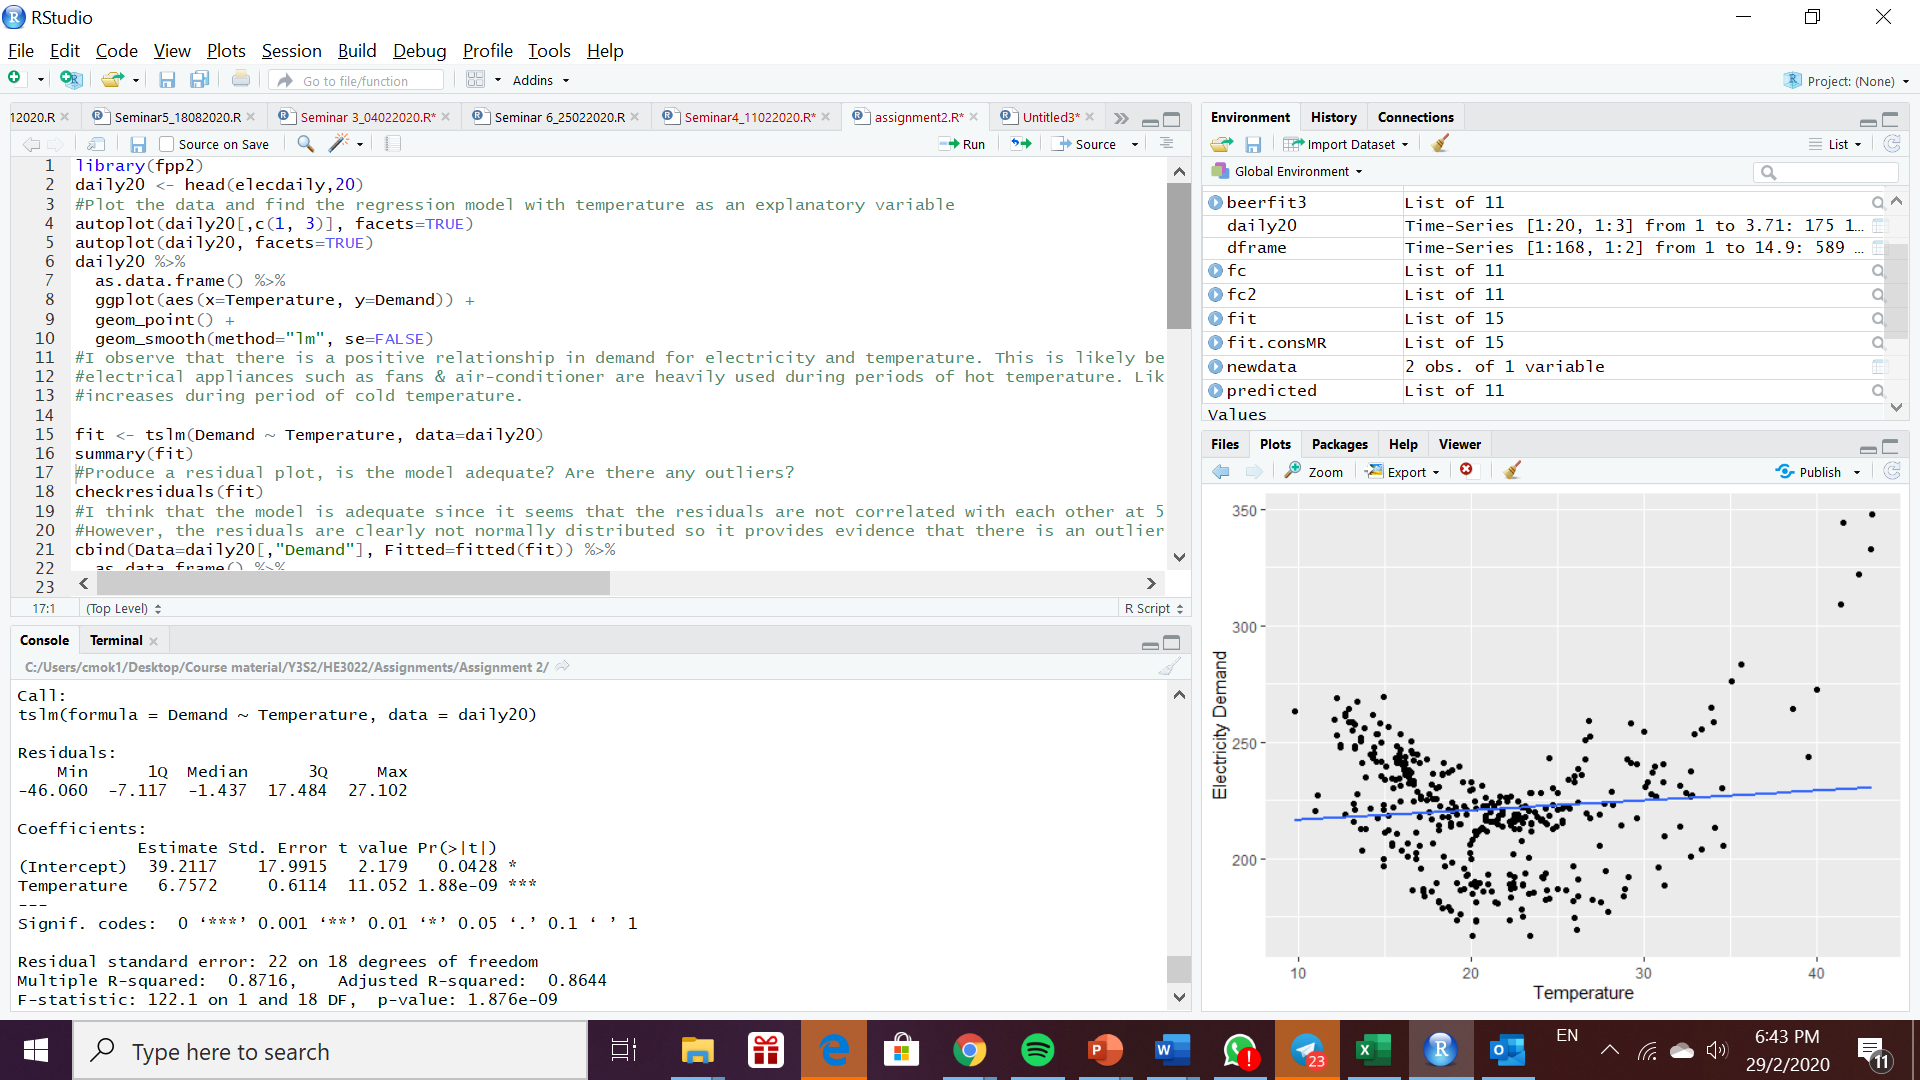 RStudio
File Edit Code View Plots Session Build Debug Profile Tools Help
Go to file/function Addins Project: (None)
12020.R Seminar5_18082020.R Seminar 3_04022020.R* Seminar 6_25022020.R Seminar4_11022020.R* assignment2.R* Untitled3*
Source on Save Run Source
1 library(fpp2)
2 daily20 <- head(elecdaily,20)
3 #Plot the data and find the regression model with temperature as an explanatory variable
4 autoplot(daily20[,c(1, 3)], facets=TRUE)
5 autoplot(daily20, facets=TRUE)
6 daily20 %>%
7 as.data.frame() %>%
8 ggplot(aes(x=Temperature, y=Demand)) +
9 geom_point() +
10 geom_smooth(method="lm", se=FALSE)
11 #I observe that there is a positive relationship in demand for electricity and temperature. This is likely be
12 #electrical appliances such as fans & air-conditioner are heavily used during periods of hot temperature. Lik
13 #increases during period of cold temperature.
14
15 fit <- tslm(Demand ~ Temperature, data=daily20)
16 summary(fit)
17 #Produce a residual plot, is the model adequate? Are there any outliers?
18 checkresiduals(fit)
19 #I think that the model is adequate since it seems that the residuals are not correlated with each other at 5
20 #However, the residuals are clearly not normally distributed so it provides evidence that there is an outlier
21 cbind(Data=daily20[,"Demand"], Fitted=fitted(fit)) %>%
22 as.data.frame() %>%
23
17:1 (Top Level) R Script
Console Terminal
C:/Users/cmok1/Desktop/Course material/Y3S2/HE3022/Assignments/Assignment 2/
Call:
tslm(formula = Demand ~ Temperature, data = daily20)
Residuals:
Min 1Q Median 3Q Max
-46.060 -7.117 -1.437 17.484 27.102
Coefficients:
Estimate Std. Error t value Pr(>|t|)
(Intercept) 39.2117 17.9915 2.179 0.0428 *
Temperature 6.7572 0.6114 11.052 1.88e-09 ***
---
Signif. codes: 0 ‘***’ 0.001 ‘**’ 0.01 ‘*’ 0.05 ‘.’ 0.1 ‘ ’ 1
Residual standard error: 22 on 18 degrees of freedom
Multiple R-squared: 0.8716, Adjusted R-squared: 0.8644
F-statistic: 122.1 on 1 and 18 DF, p-value: 1.876e-09
Environment History Connections
Import Dataset List
Global Environment
beerfit3 List of 11
daily20 Time-Series [1:20, 1:3] from 1 to 3.71: 175 1…
dframe Time-Series [1:168, 1:2] from 1 to 14.9: 589 …
fc List of 11
fc2 List of 11
fit List of 15
fit.consMR List of 15
newdata 2 obs. of 1 variable
predicted List of 11
Values
Files Plots Packages Help Viewer
Zoom Export Publish
350
300
250
200
Electricity Demand
10 20 30 40
Temperature
Type here to search
23
EN
6:43 PM
29/2/2020
11